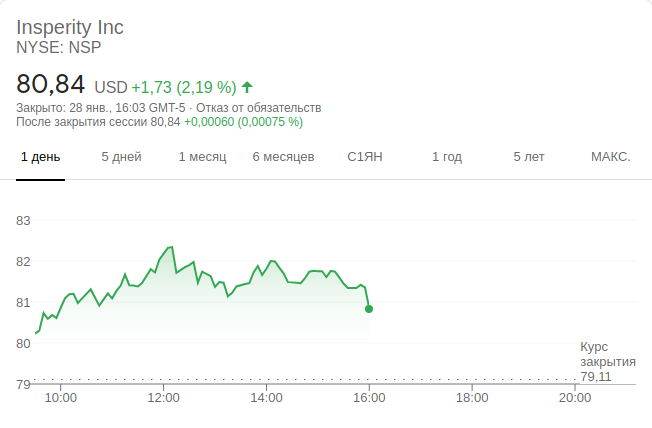 Insperity Inc
NYSE: NSP
80,84 USD +1,73 (2,19 %)
Закрыто: 28 янв., 16:03 GMT-5 · Отказ от обязательств
После закрытия сессии 80,84 +0,00060 (0,00075 %)
1 день 5 дней 1 месяц 6 месяцев С1ЯН 1 год 5 лет МАКС.
83
82
81
80
79
Курс
закрытия
79,11
10:00 12:00 14:00 16:00 18:00 20:00